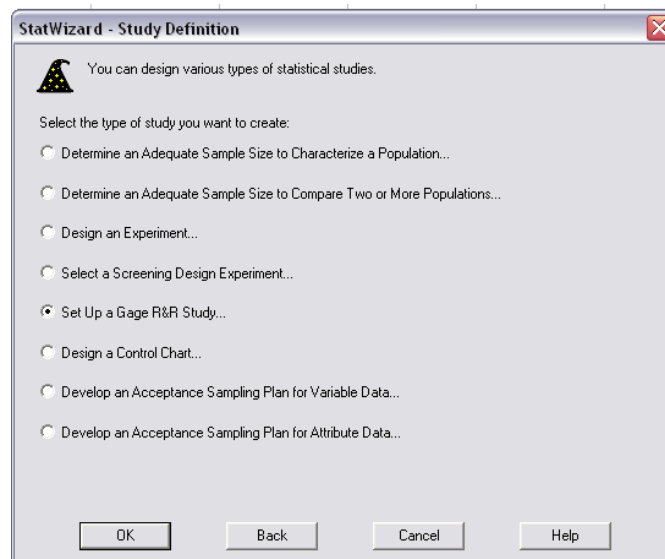 StatWizard - Study Definition
You can design various types of statistical studies.
Select the type of study you want to create:
Determine an Adequate Sample Size to Characterize a Population...
Determine an Adequate Sample Size to Compare Two or More Populations...
Design an Experiment...
Select a Screening Design Experiment...
Set Up a Gage R&R Study...
Design a Control Chart...
Develop an Acceptance Sampling Plan for Variable Data...
Develop an Acceptance Sampling Plan for Attribute Data...
OK Back Cancel Help